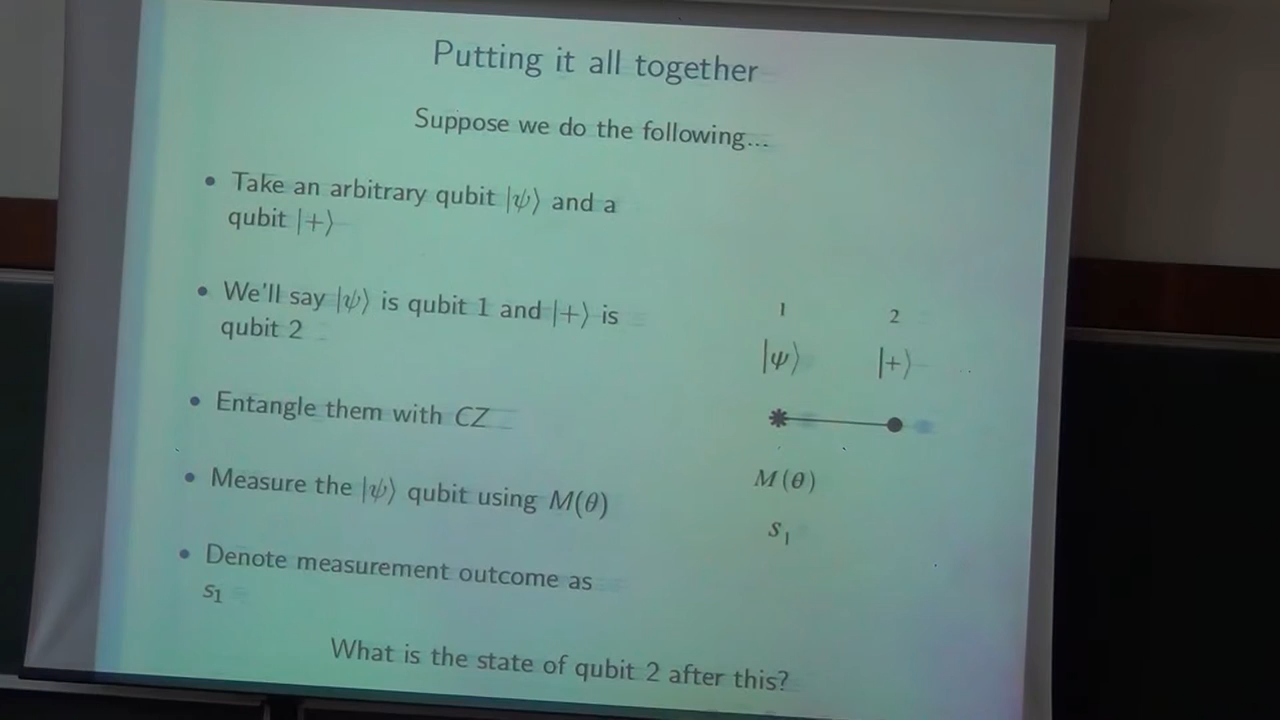 Putting it all together
Suppose we do the following...
• Take an arbitrary qubit |ψ⟩ and a
qubit |+⟩
• We'll say |ψ⟩ is qubit 1 and |+⟩ is
qubit 2
• Entangle them with CZ
• Measure the |ψ⟩ qubit using M(θ)
• Denote measurement outcome as
s₁
1 2
|ψ⟩ |+⟩
M(θ)
s₁
What is the state of qubit 2 after this?